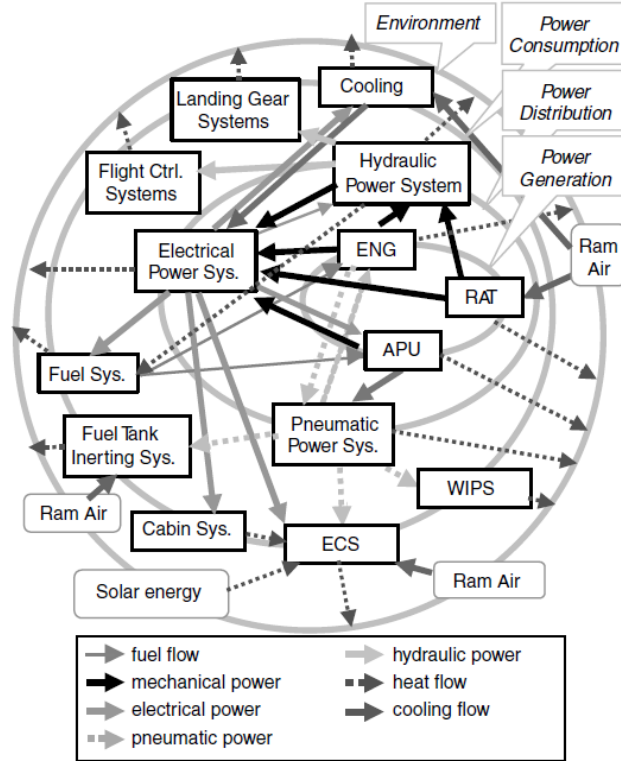 Environment
Power
Consumption
Cooling
Landing Gear
Systems
Power
Distribution
Flight Ctrl.
Systems
Hydraulic
Power System
Power
Generation
Electrical
Power Sys.
ENG
Ram
Air
RAT
APU
Fuel Sys.
Pneumatic
Power Sys.
Fuel Tank
Inerting Sys.
WIPS
Ram Air
Cabin Sys.
ECS
Solar energy
Ram Air
fuel flow
mechanical power
electrical power
pneumatic power
hydraulic power
heat flow
cooling flow